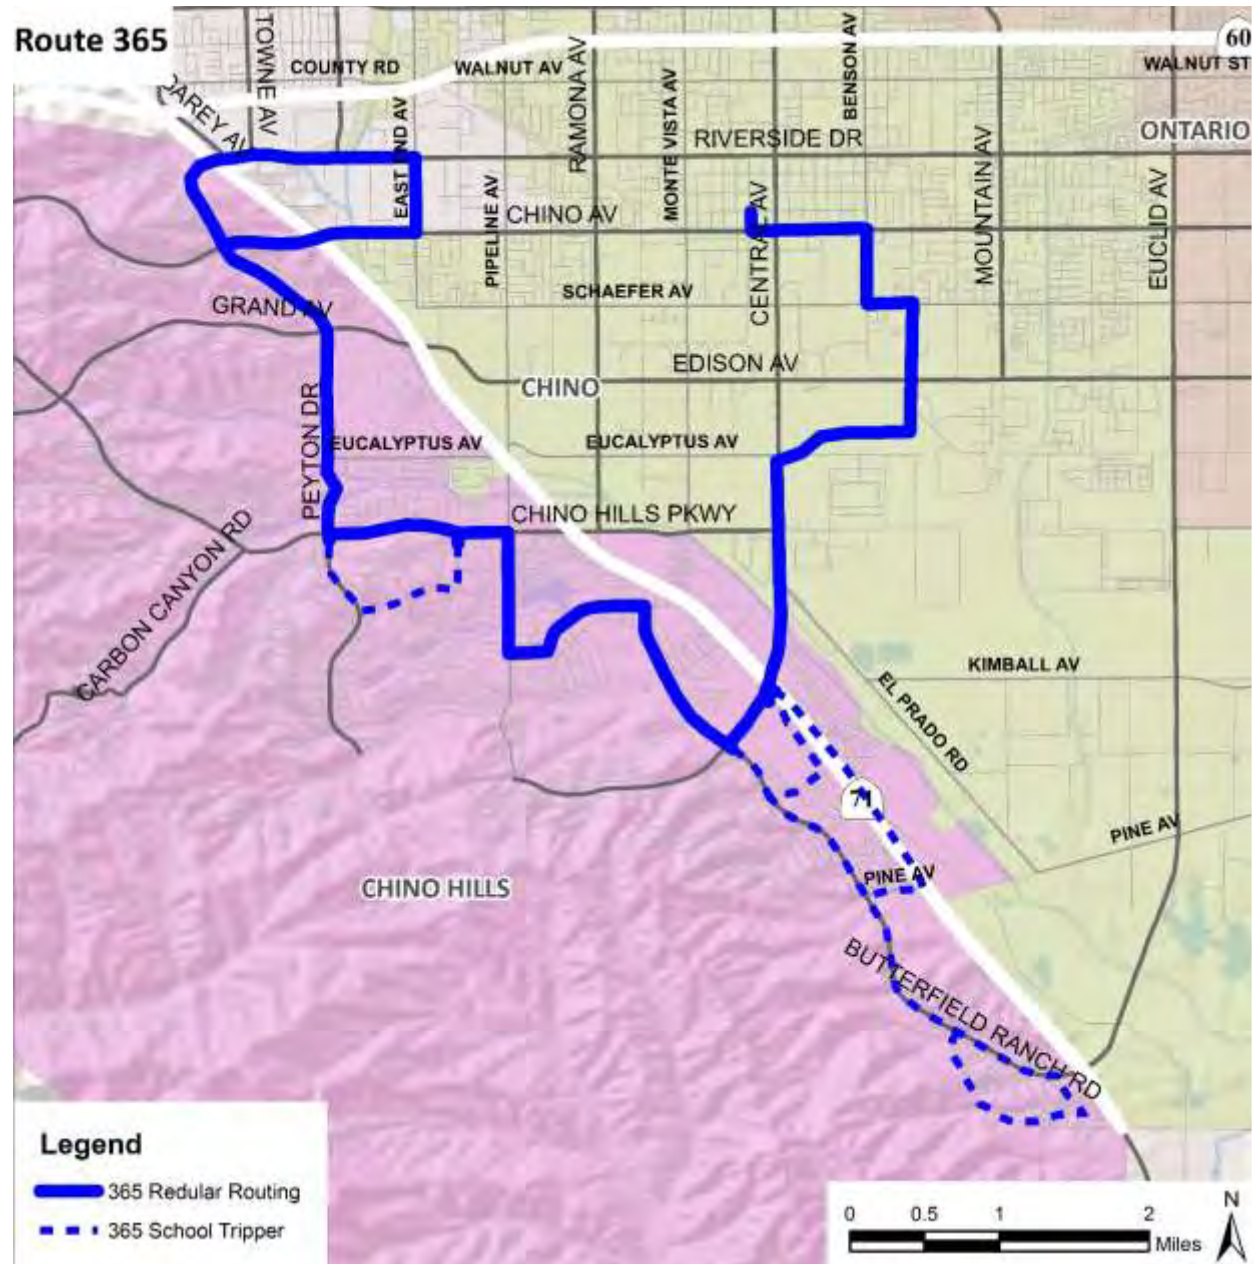 Route 365
TOWNE AV
COUNTY RD
WALNUT AV
RAMONA AV
MONTE VISTA AV
BENSON AV
60
WALNUT ST
EAST END AV
RIVERSIDE DR
MOUNTAIN AV
ONTARIO
PIPELINE AV
CHINO AV
CENTRAL AV
EUCLID AV
SCHAEFER AV
GRAND AV
EDISON AV
CHINO
PEYTON DR
EUCALYPTUS AV
EUCALYPTUS AV
CHINO HILLS PKWY
CARBON CANYON RD
KIMBALL AV
EL PRADO RD
71
PINE AV
PINE AV
CHINO HILLS
BUTTERFIELD RANCH RD
Legend
365 Redular Routing
365 School Tripper
0 0.5 1 2
Miles
N